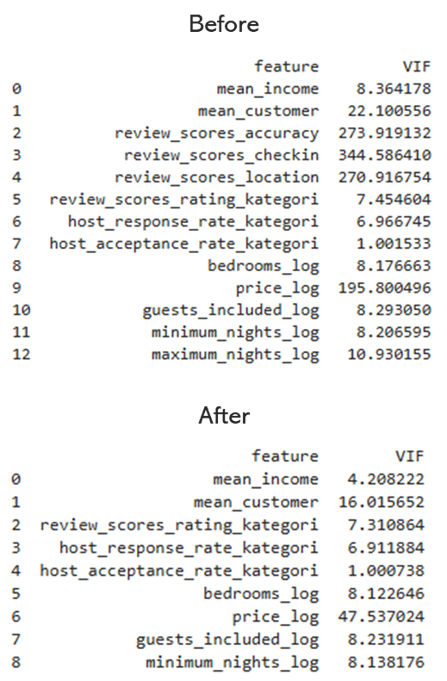 Before
feature VIF
0 mean_income 8.364178
1 mean_customer 22.100556
2 review_scores_accuracy 273.919132
3 review_scores_checkin 344.586410
4 review_scores_location 270.916754
5 review_scores_rating_kategori 7.454604
6 host_response_rate_kategori 6.966745
7 host_acceptance_rate_kategori 1.001533
8 bedrooms_log 8.176663
9 price_log 195.800496
10 guests_included_log 8.293050
11 minimum_nights_log 8.206595
12 maximum_nights_log 10.930155
After
feature VIF
0 mean_income 4.208222
1 mean_customer 16.015652
2 review_scores_rating_kategori 7.310864
3 host_response_rate_kategori 6.911884
4 host_acceptance_rate_kategori 1.000738
5 bedrooms_log 8.122646
6 price_log 47.537024
7 guests_included_log 8.231911
8 minimum_nights_log 8.138176